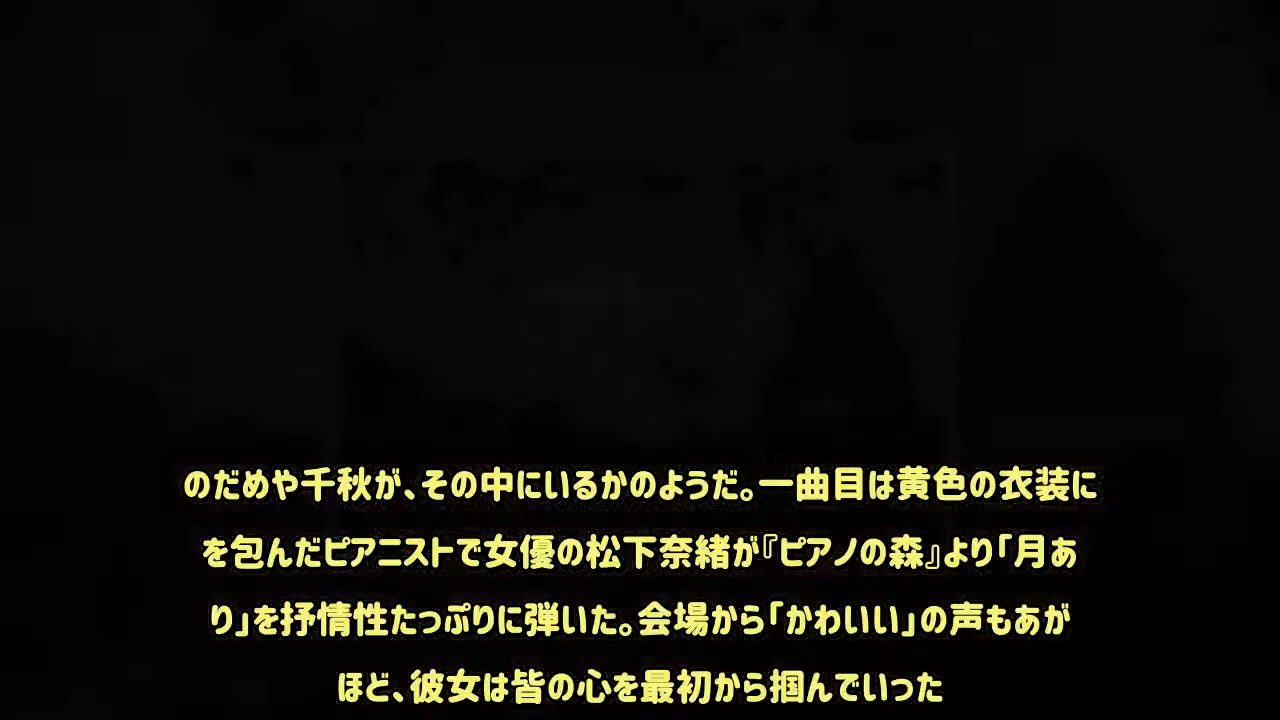 のだめや千秋が、その中にいるかのようだ。一曲目は黄色の衣装に
を包んだピアニストで女優の松下奈緒が『ピアノの森』より「月あ
り」を抒情性たっぷりに弾いた。会場から「かわいい」の声もあが
ほど、彼女は皆の心を最初から掴んでいった